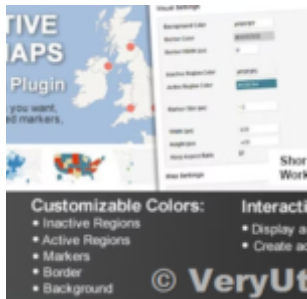 TIVE
IAPS
Plugin
you want,
ed markers,
Visual Settings
Background Color
Border Color
Border Width (px)
Inactive Region Color
Active Region Color
Marker Size (px)
Width (px)
Height (px)
Keep Aspect Ratio
Map Settings
Shor
Work
Customizable Colors:
• Inactive Regions
• Active Regions
• Markers
• Border
• Background
Interacti
• Display a
• Create ac
© VeryUt